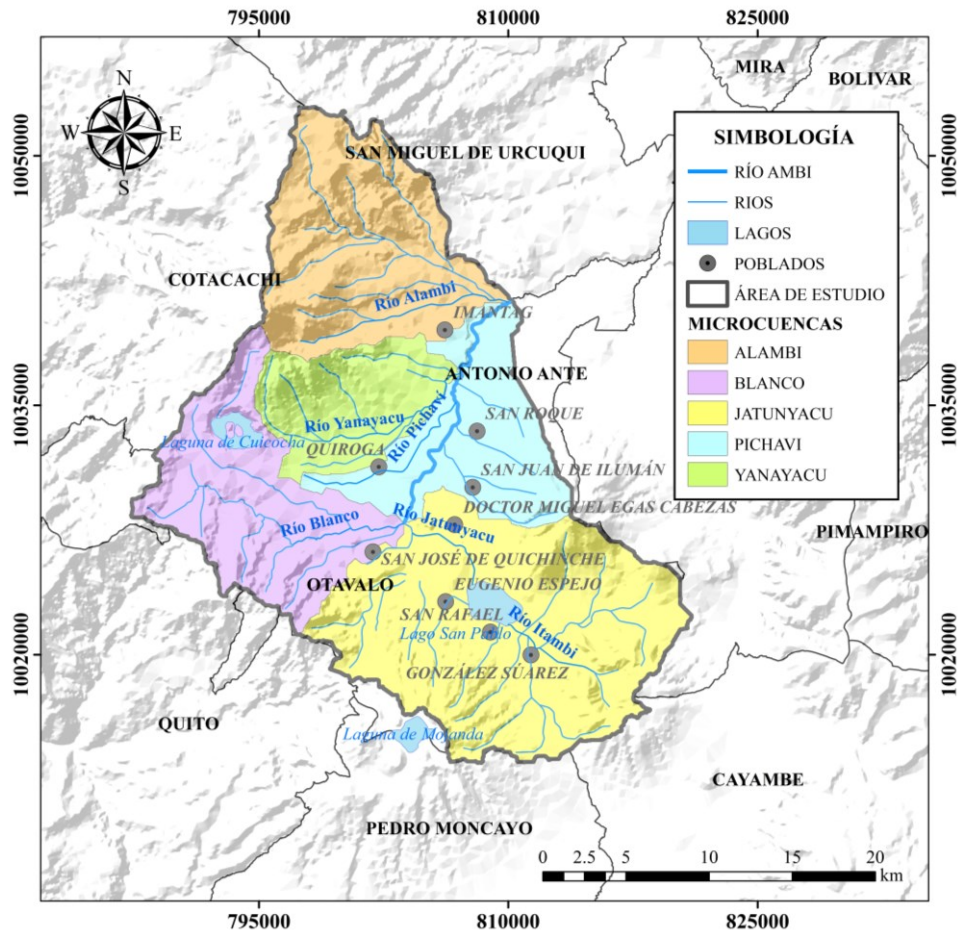 795000 810000 825000
MIRA
BOLIVAR
N
W E
S
10050000 10050000
SAN MIGUEL DE URCUQUI
SIMBOLOGÍA
RÍO AMBI
RIOS
LAGOS
POBLADOS
ÁREA DE ESTUDIO
MICROCUENCAS
ALAMBI
BLANCO
JATUNYACU
PICHAVI
YANAYACU
COTACACHI
Río Alambi
IMANTAG
ANTONIO ANTE
10035000 10035000
SAN ROQUE
Río Yanayacu
Río Pichaví
Laguna de Cuicocha
QUIROGA
SAN JUAN DE ILUMÁN
DOCTOR MIGUEL EGAS CABEZAS
Río Blanco
Río Jatunyacu
PIMAMPIRO
SAN JOSÉ DE QUICHINCHE
OTAVALO
EUGENIO ESPEJO
SAN RAFAEL
Río Itambi
Lago San Pablo
10020000 10020000
GONZÁLEZ SÚAREZ
QUITO
Laguna de Mojanda
CAYAMBE
PEDRO MONCAYO
0 2.5 5 10 15 20
km
795000 810000 825000